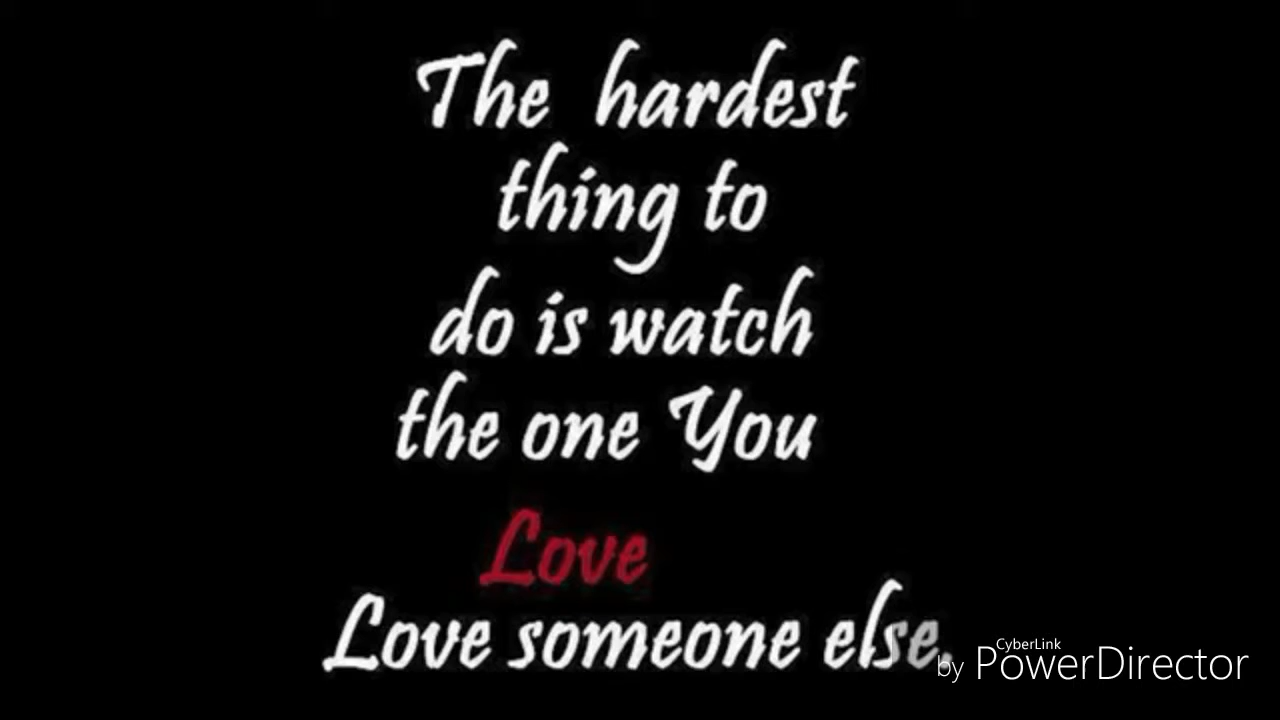 The hardest
thing to
do is watch
the one You
Love
Love someone else.
CyberLink
by PowerDirector